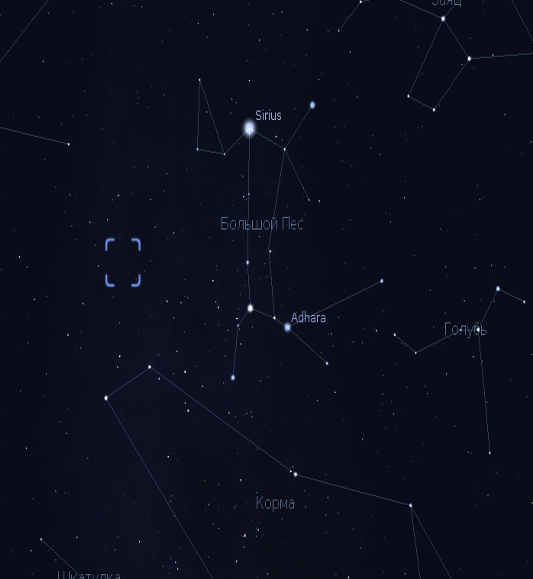 Заяц
Sirius
Большой Пес
Adhara
Голубь
Корма
Шкатулка